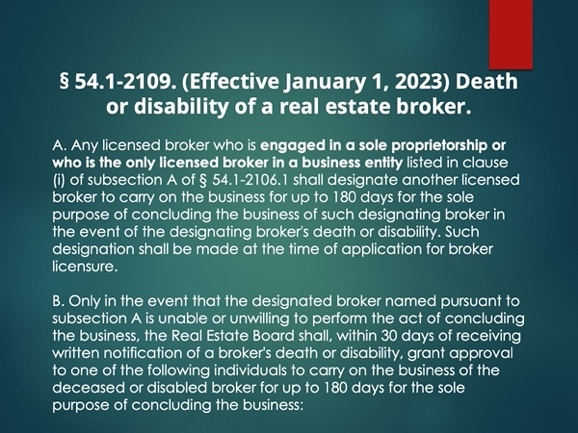 § 54.1-2109. (Effective January 1, 2023) Death
or disability of a real estate broker.
A. Any licensed broker who is engaged in a sole proprietorship or
who is the only licensed broker in a business entity listed in clause
(i) of subsection A of § 54.1-2106.1 shall designate another licensed
broker to carry on the business for up to 180 days for the sole
purpose of concluding the business of such designating broker in
the event of the designating broker's death or disability. Such
designation shall be made at the time of application for broker
licensure.
B. Only in the event that the designated broker named pursuant to
subsection A is unable or unwilling to perform the act of concluding
the business, the Real Estate Board shall, within 30 days of receiving
written notification of a broker's death or disability, grant approval
to one of the following individuals to carry on the business of the
deceased or disabled broker for up to 180 days for the sole
purpose of concluding the business: